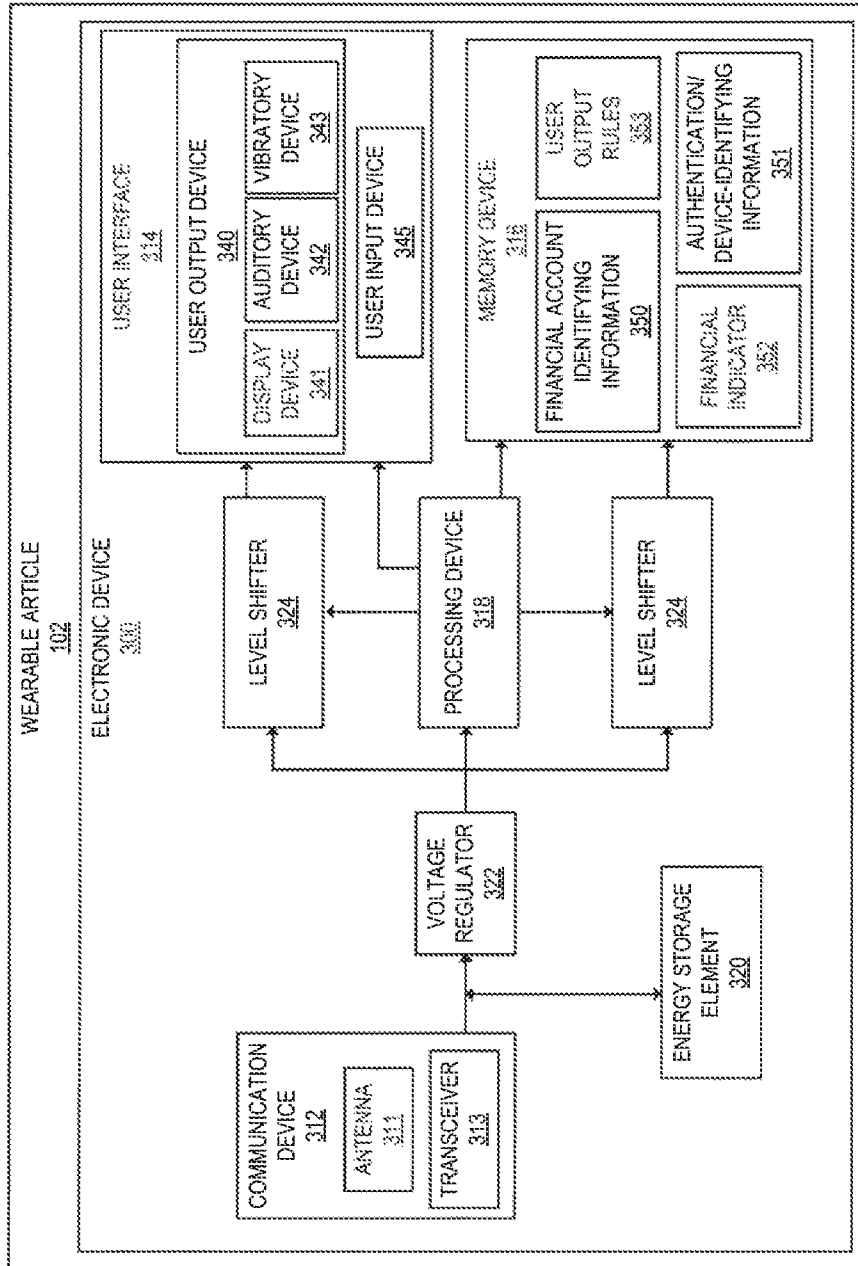 WEARABLE ARTICLE
102
ELECTRONIC DEVICE
300
COMMUNICATION
DEVICE
312
ANTENNA
311
TRANSCEIVER
313
VOLTAGE
REGULATOR
322
ENERGY STORAGE
ELEMENT
320
LEVEL SHIFTER
324
PROCESSING DEVICE
318
LEVEL SHIFTER
324
USER INTERFACE
314
USER OUTPUT DEVICE
340
DISPLAY
DEVICE
341
AUDITORY
DEVICE
342
VIBRATORY
DEVICE
343
USER INPUT DEVICE
345
MEMORY DEVICE
316
FINANCIAL ACCOUNT
IDENTIFYING
INFORMATION
350
USER
OUTPUT
RULES
353
FINANCIAL
INDICATOR
352
AUTHENTICATION/
DEVICE-IDENTIFYING
INFORMATION
351